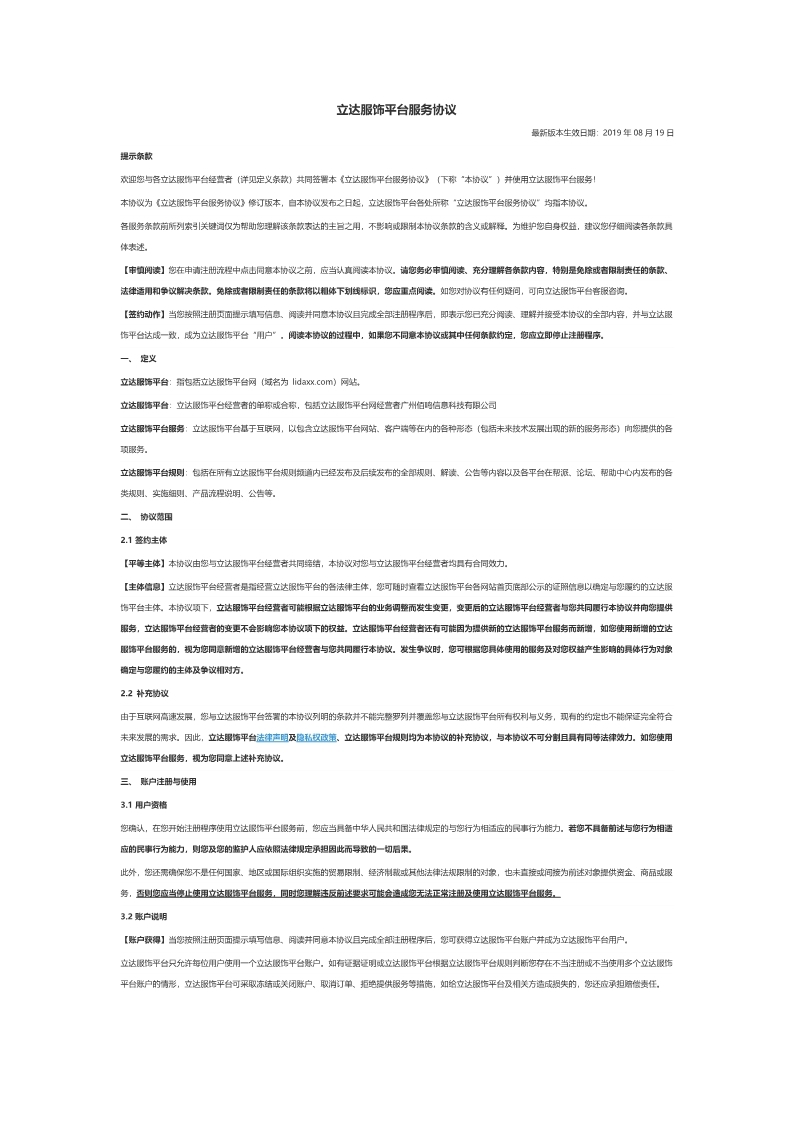 立达服饰平台服务协议
最新版本生效日期：2019 年 08 月 19 日
提示条款
欢迎您与各立达服饰平台经营者（详见定义条款）共同签署本《立达服饰平台服务协议》（下称“本协议”）并使用立达服饰平台服务！
本协议为《立达服饰平台服务协议》修订版本，自本协议发布之日起，立达服饰平台各处所称“立达服饰平台服务协议”均指本协议。
各服务条款前所列索引关键词仅为帮助您理解该条款表达的主旨之用，不影响或限制本协议条款的含义或解释。为维护您自身权益，建议您仔细阅读各条款具
体表述。
【审慎阅读】您在申请注册流程中点击同意本协议之前，应当认真阅读本协议。请您务必审慎阅读、充分理解各条款内容，特别是免除或者限制责任的条款、
法律适用和争议解决条款。免除或者限制责任的条款将以粗体下划线标识，您应重点阅读。如您对协议有任何疑问，可向立达服饰平台客服咨询。
【签约动作】当您按照注册页面提示填写信息、阅读并同意本协议且完成全部注册程序后，即表示您已充分阅读、理解并接受本协议的全部内容，并与立达服
饰平台达成一致，成为立达服饰平台“用户”。阅读本协议的过程中，如果您不同意本协议或其中任何条款约定，您应立即停止注册程序。
一、 定义
立达服饰平台：指包括立达服饰平台网（域名为 lidaxx.com）网站。
立达服饰平台：立达服饰平台经营者的单称或合称，包括立达服饰平台网经营者广州佰鸣信息科技有限公司
立达服饰平台服务：立达服饰平台基于互联网，以包含立达服饰平台网站、客户端等在内的各种形态（包括未来技术发展出现的新的服务形态）向您提供的各
项服务。
立达服饰平台规则：包括在所有立达服饰平台规则频道内已经发布及后续发布的全部规则、解读、公告等内容以及各平台在帮派、论坛、帮助中心内发布的各
类规则、实施细则、产品流程说明、公告等。
二、 协议范围
2.1 签约主体
【平等主体】本协议由您与立达服饰平台经营者共同缔结，本协议对您与立达服饰平台经营者均具有合同效力。
【主体信息】立达服饰平台经营者是指经营立达服饰平台的各法律主体，您可随时查看立达服饰平台各网站首页底部公示的证照信息以确定与您履约的立达服
饰平台主体。本协议项下，立达服饰平台经营者可能根据立达服饰平台的业务调整而发生变更，变更后的立达服饰平台经营者与您共同履行本协议并向您提供
服务，立达服饰平台经营者的变更不会影响您本协议项下的权益。立达服饰平台经营者还有可能因为提供新的立达服饰平台服务而新增，如您使用新增的立达
服饰平台服务的，视为您同意新增的立达服饰平台经营者与您共同履行本协议。发生争议时，您可根据您具体使用的服务及对您权益产生影响的具体行为对象
确定与您履约的主体及争议相对方。
2.2 补充协议
由于互联网高速发展，您与立达服饰平台签署的本协议列明的条款并不能完整罗列并覆盖您与立达服饰平台所有权利与义务，现有的约定也不能保证完全符合
未来发展的需求。因此，立达服饰平台法律声明及隐私权政策、立达服饰平台规则均为本协议的补充协议，与本协议不可分割且具有同等法律效力。如您使用
立达服饰平台服务，视为您同意上述补充协议。
三、 账户注册与使用
3.1 用户资格
您确认，在您开始注册程序使用立达服饰平台服务前，您应当具备中华人民共和国法律规定的与您行为相适应的民事行为能力。若您不具备前述与您行为相适
应的民事行为能力，则您及您的监护人应依照法律规定承担因此而导致的一切后果。
此外，您还需确保您不是任何国家、地区或国际组织实施的贸易限制、经济制裁或其他法律法规限制的对象，也未直接或间接为前述对象提供资金、商品或服
务，否则您应当停止使用立达服饰平台服务，同时您理解违反前述要求可能会造成您无法正常注册及使用立达服饰平台服务。
3.2 账户说明
【账户获得】当您按照注册页面提示填写信息、阅读并同意本协议且完成全部注册程序后，您可获得立达服饰平台账户并成为立达服饰平台用户。
立达服饰平台只允许每位用户使用一个立达服饰平台账户。如有证据证明或立达服饰平台根据立达服饰平台规则判断您存在不当注册或不当使用多个立达服饰
平台账户的情形，立达服饰平台可采取冻结或关闭账户、取消订单、拒绝提供服务等措施，如给立达服饰平台及相关方造成损失的，您还应承担赔偿责任。